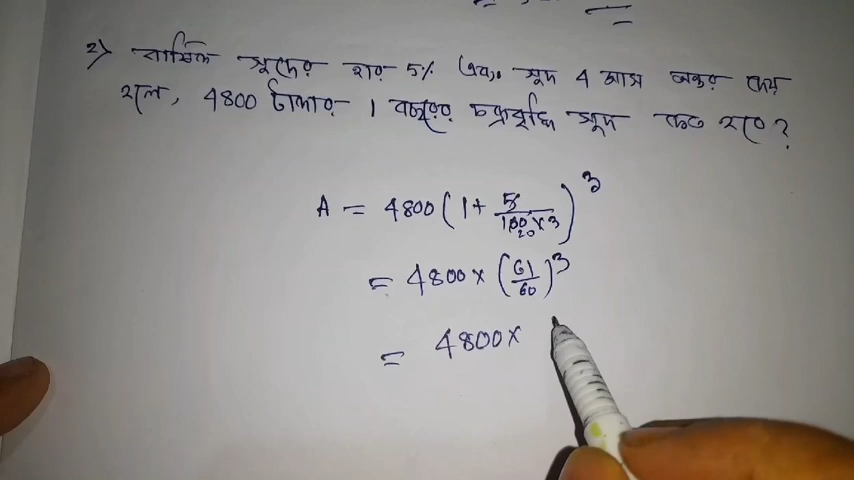 ২) বার্ষিক সুদের হার 5% এবং সুদ 4 মাস অন্তর দেয়
হলে, 4800 টাকার 1 বছরের চক্রবৃদ্ধি সুদ কত হবে?
A = 4800 (1 + 5/100×3)^3
20
= 4800 × (61/60)^3
= 4800×